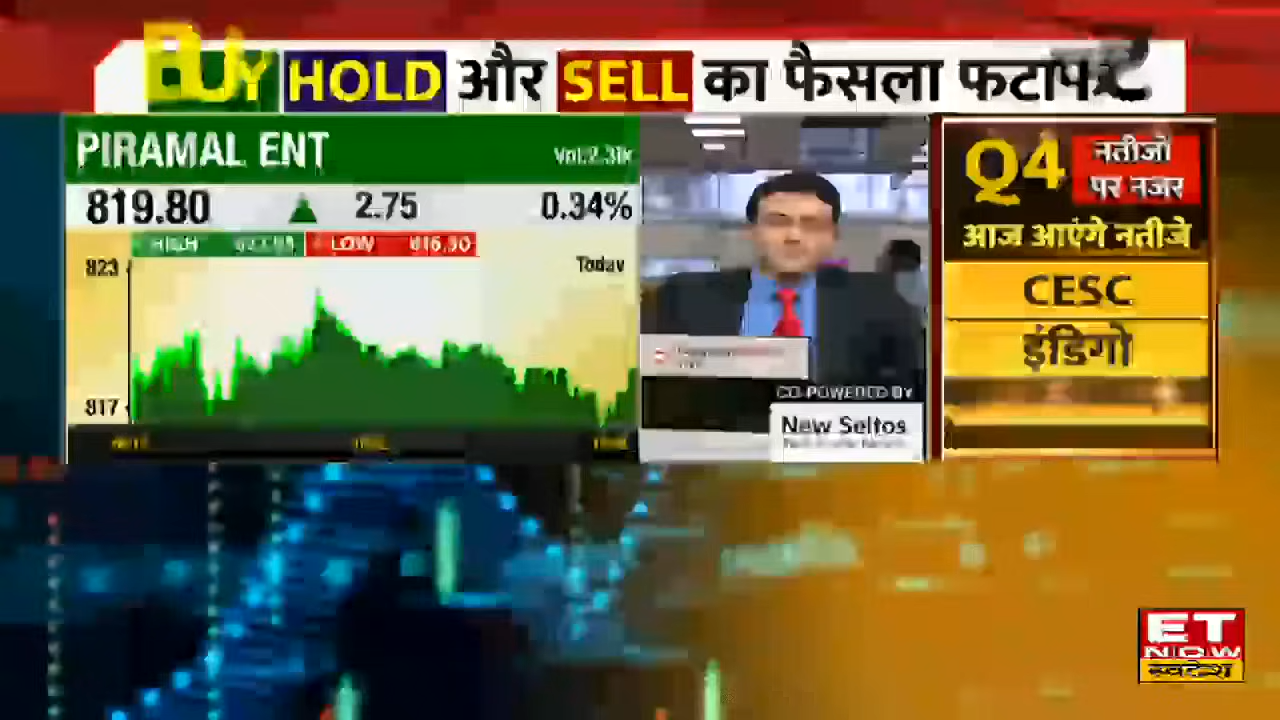 BUY HOLD और SELL का फैसला फटाफट
PIRAMAL ENT
819.80 2.75 0.34%
HIGH
LOW 816.30
Today
823
817
Q4 नतीजों पर नजर
आज आएंगे नतीजे
CESC
इंडिगो
CO-POWERED BY
New Seltos
ET
NOW
स्वदेश